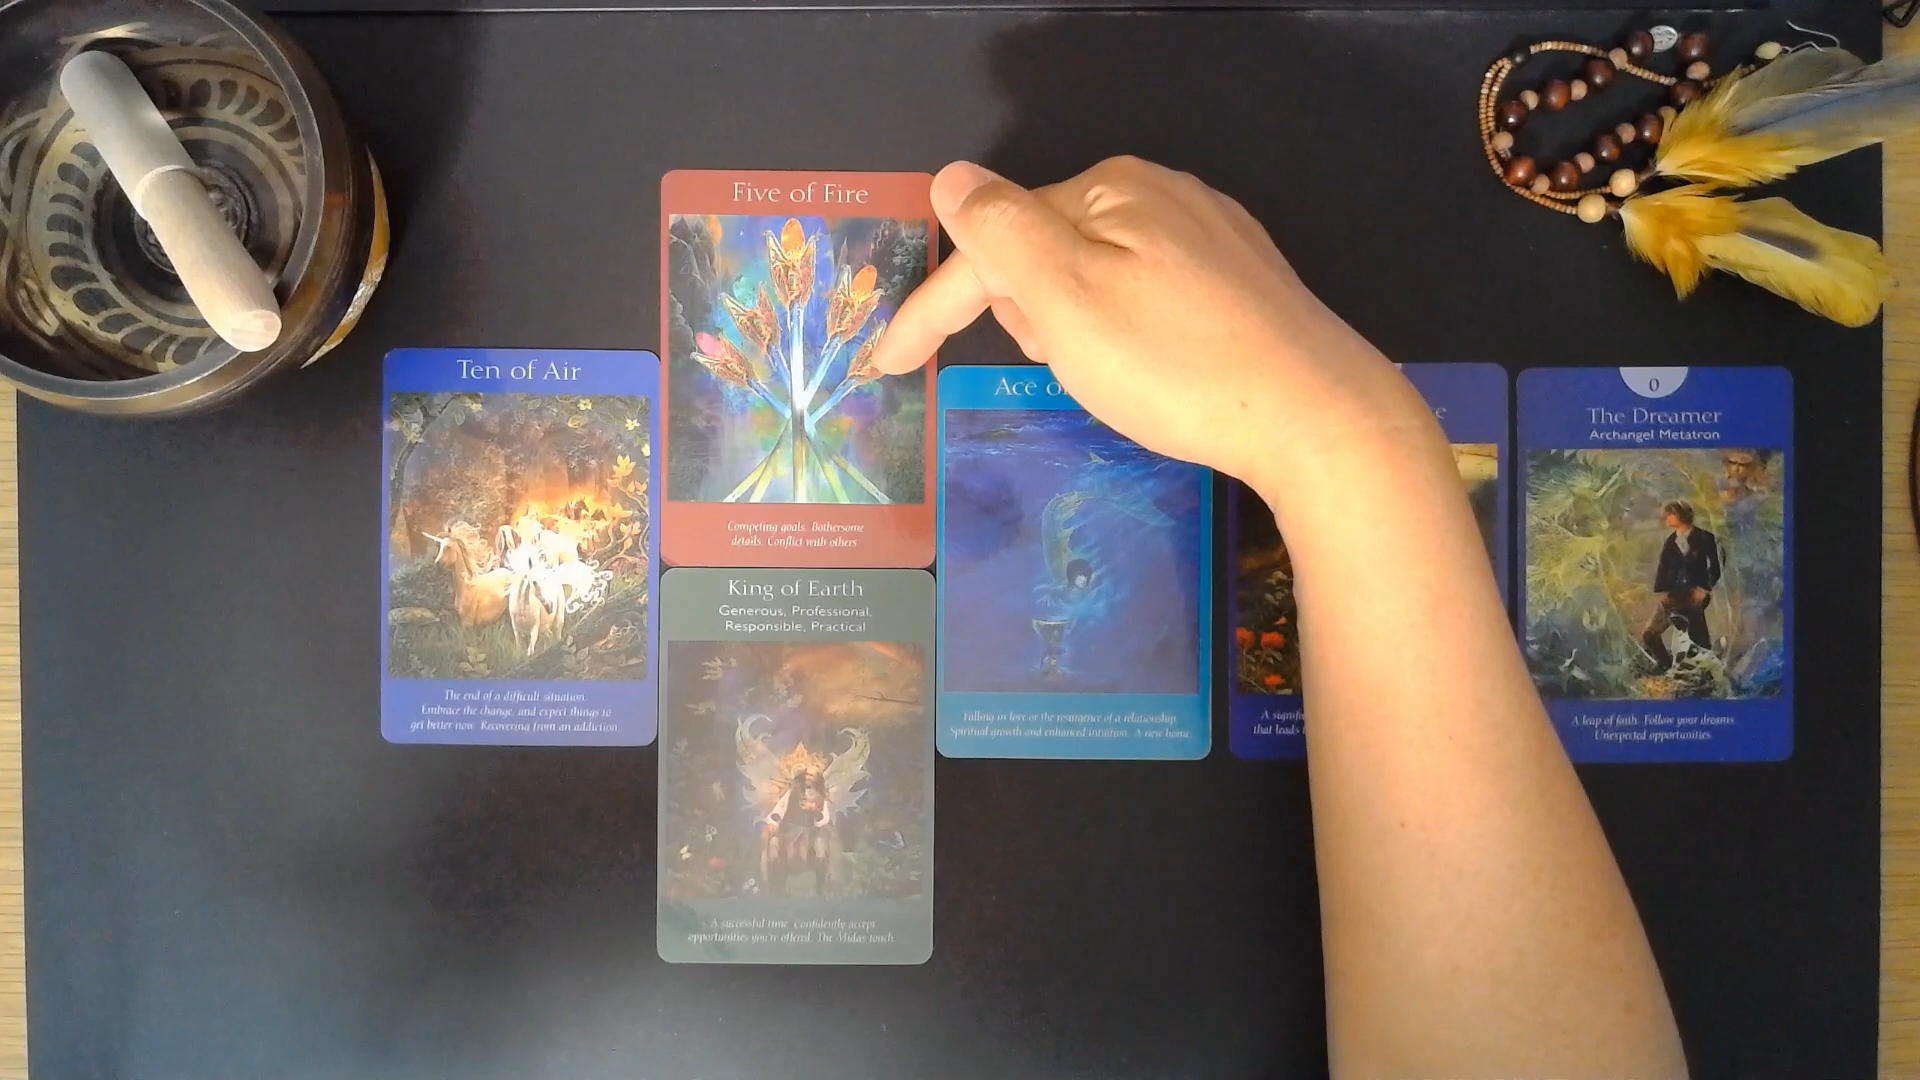 Ten of Air
The end of a difficult situation.
Embrace the change, and expect things to
get better now. Recovering from an addiction.
Five of Fire
Competing goals. Bothersome
details. Conflict with others
King of Earth
Generous, Professional,
Responsible, Practical
A successful time. Confidently accept
opportunities you're offered. The Midas touch.
Ace of
Falling in love or the resurgence of a relationship.
Spiritual growth and enhanced intuition. A new home.
A
that leads
0
The Dreamer
Archangel Metatron
A leap of faith. Follow your dreams.
Unexpected opportunities.